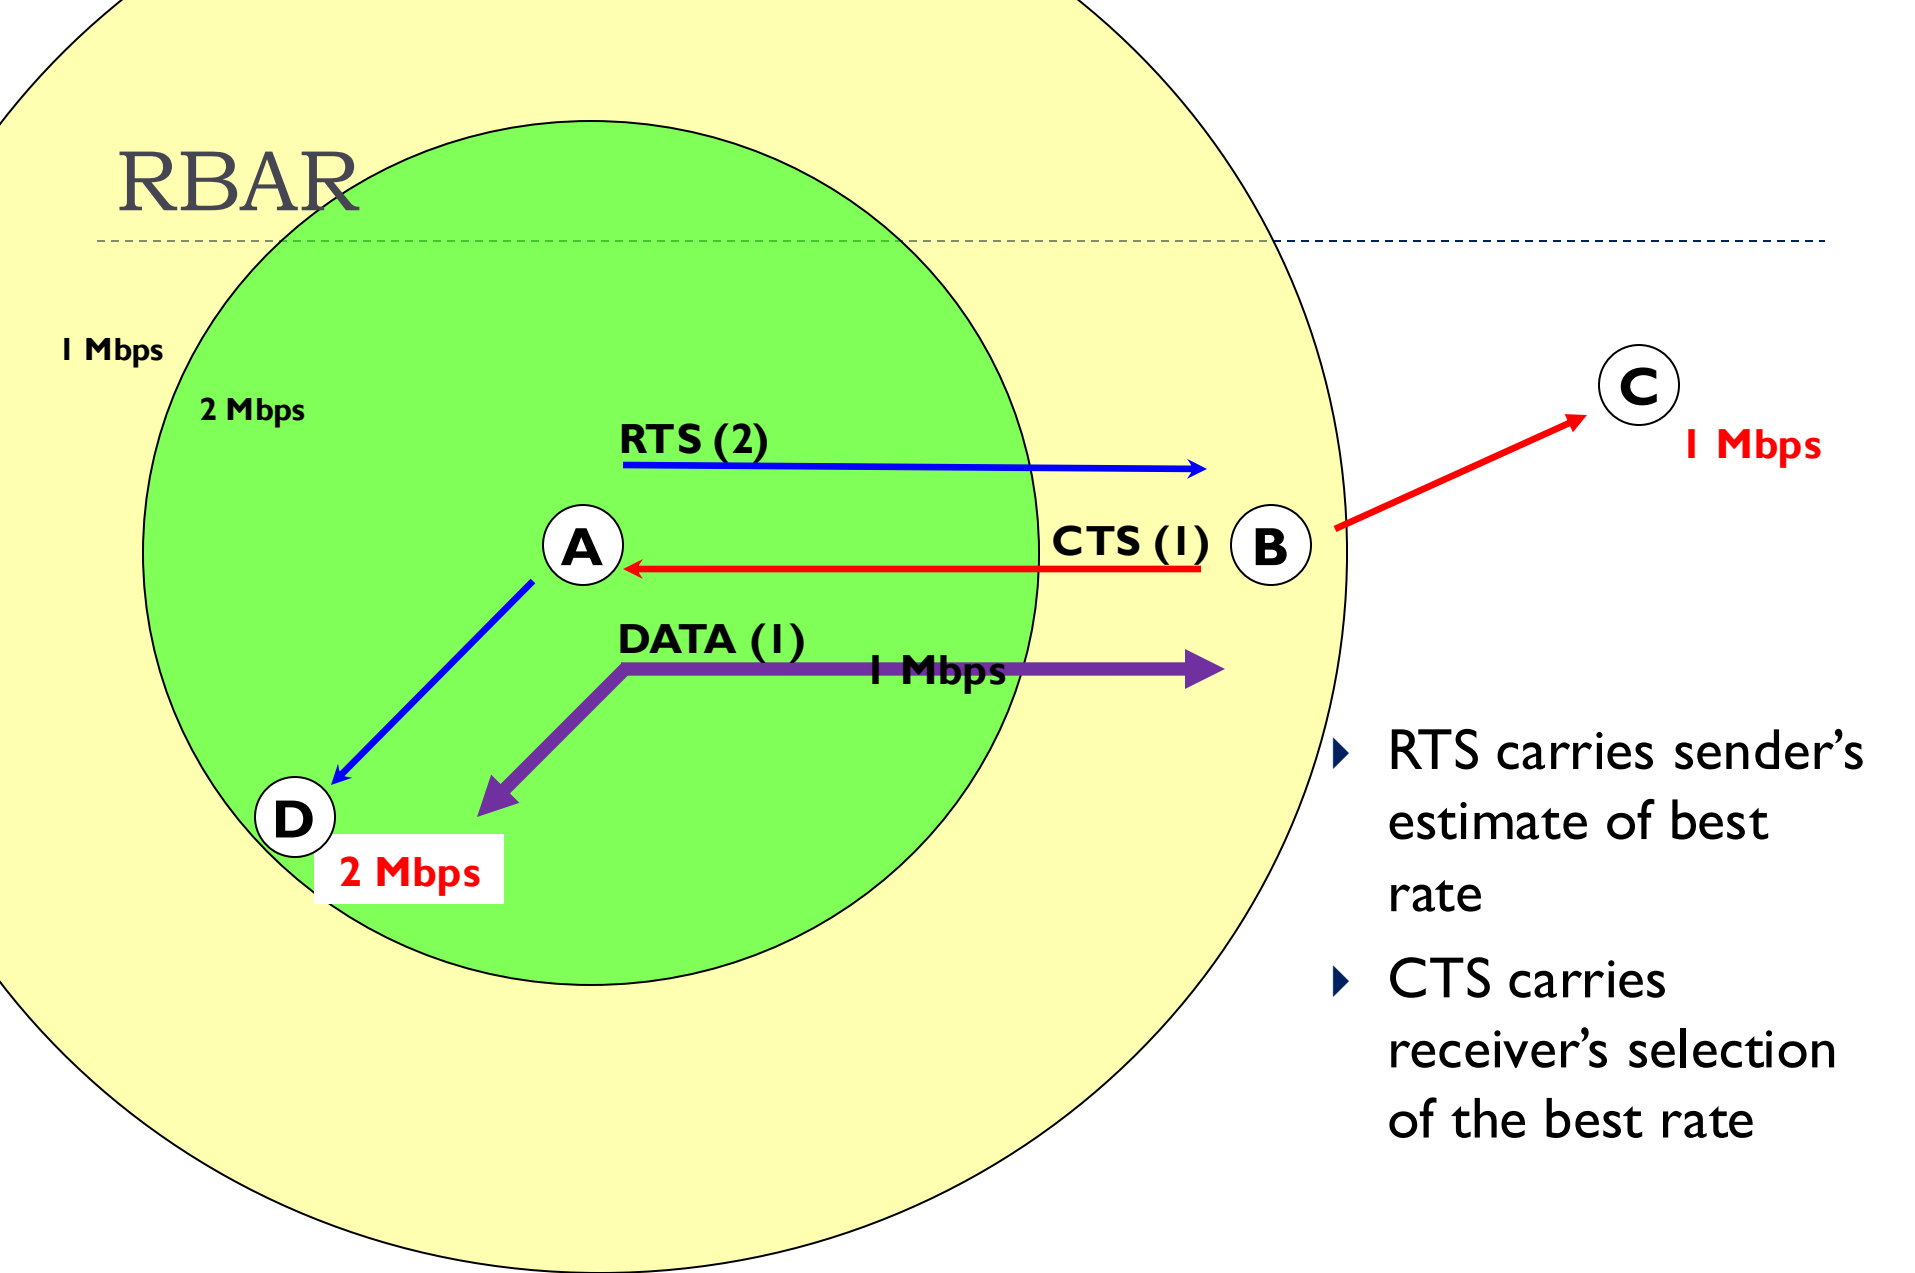 RBAR
1 Mbps
2 Mbps
RTS (2)
C
1 Mbps
A
CTS (1)
B
DATA (1)
1 Mbps
D
2 Mbps
RTS carries sender’s
estimate of best
rate
CTS carries
receiver’s selection
of the best rate